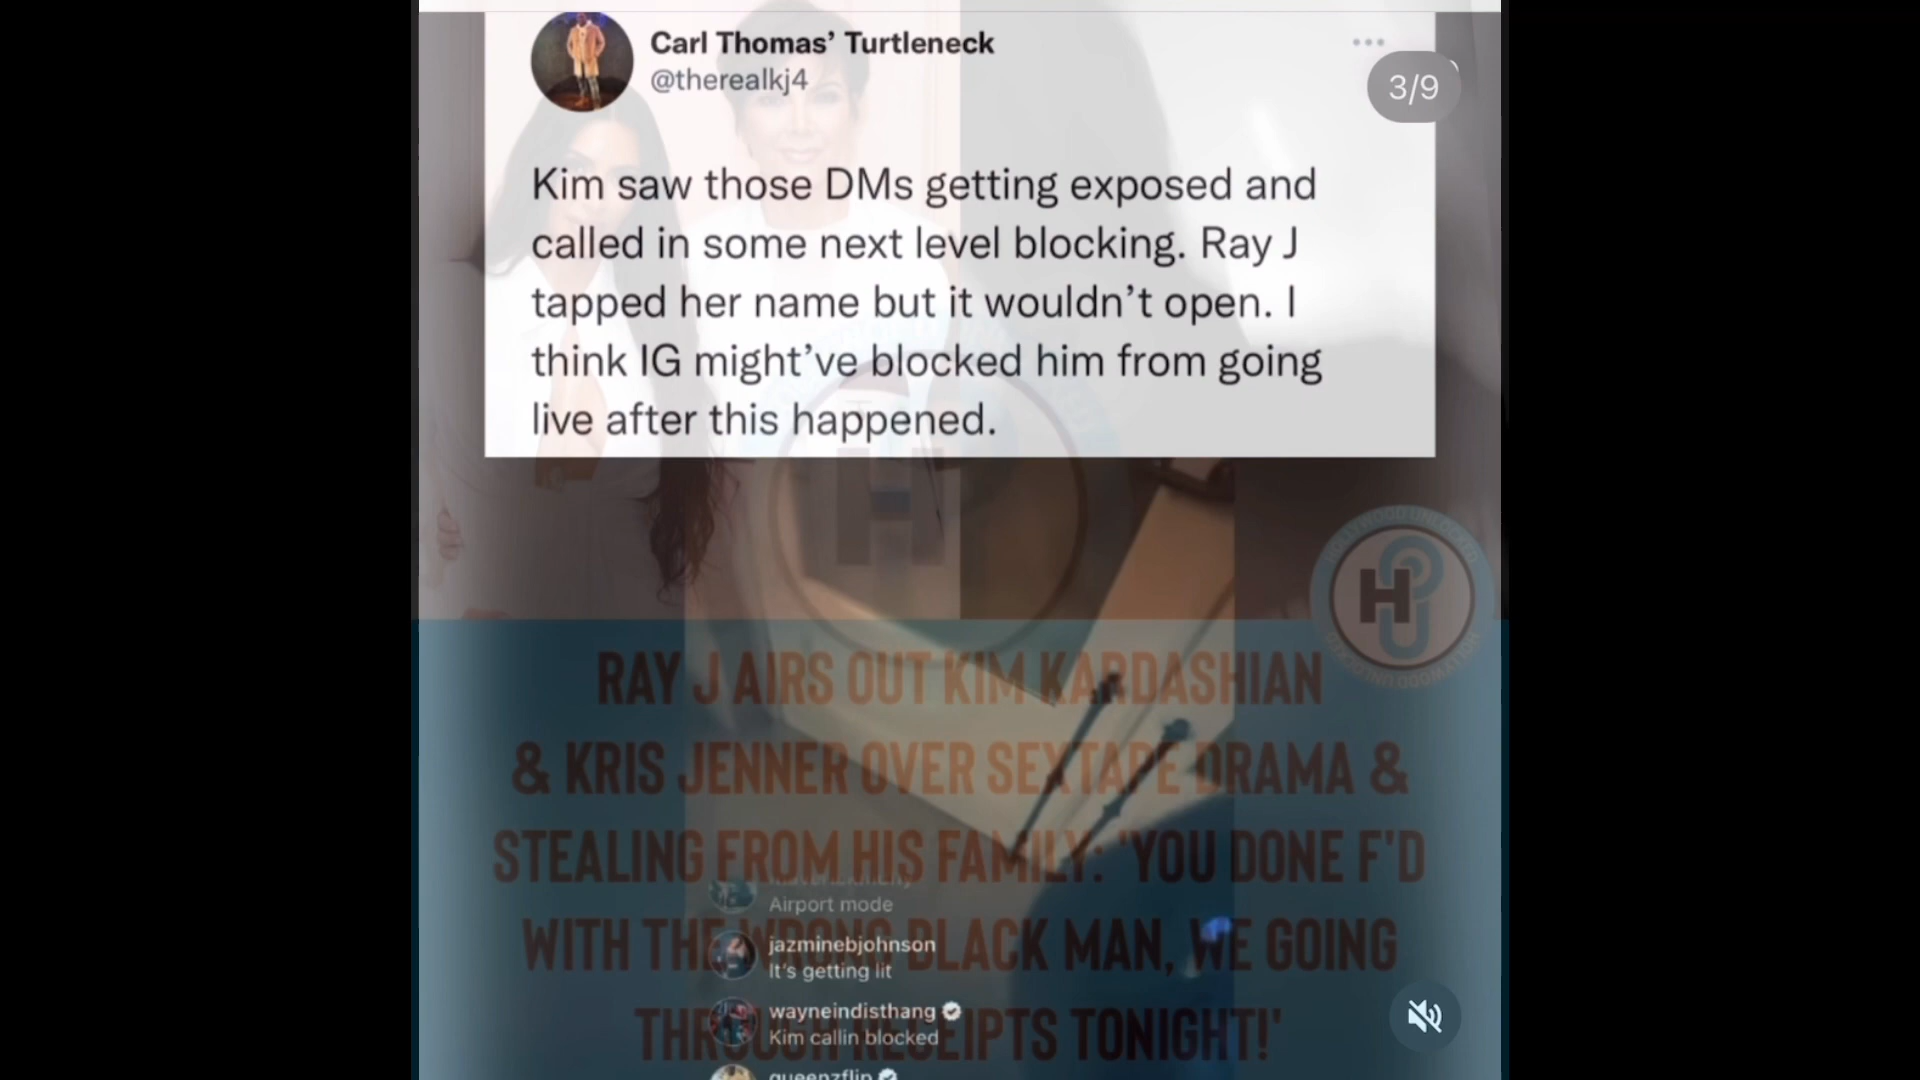 Carl Thomas’ Turtleneck
@therealkj4
3/9
Kim saw those DMs getting exposed and
called in some next level blocking. Ray J
tapped her name but it wouldn’t open. I
think IG might’ve blocked him from going
live after this happened.
HOLLYWOOD UNLOCKED
H
HU
RAY J AIRS OUT KIM KARDASHIAN
& KRIS JENNER OVER SEXTAPE DRAMA &
STEALING FROM HIS FAMILY: 'YOU DONE F'D
WITH THE WRONG BLACK MAN, WE GOING
THROUGH RECEIPTS TONIGHT!'
Airport mode
jazminebjohnson
It's getting lit
wayneindisthang
Kim callin blocked
queenzflip